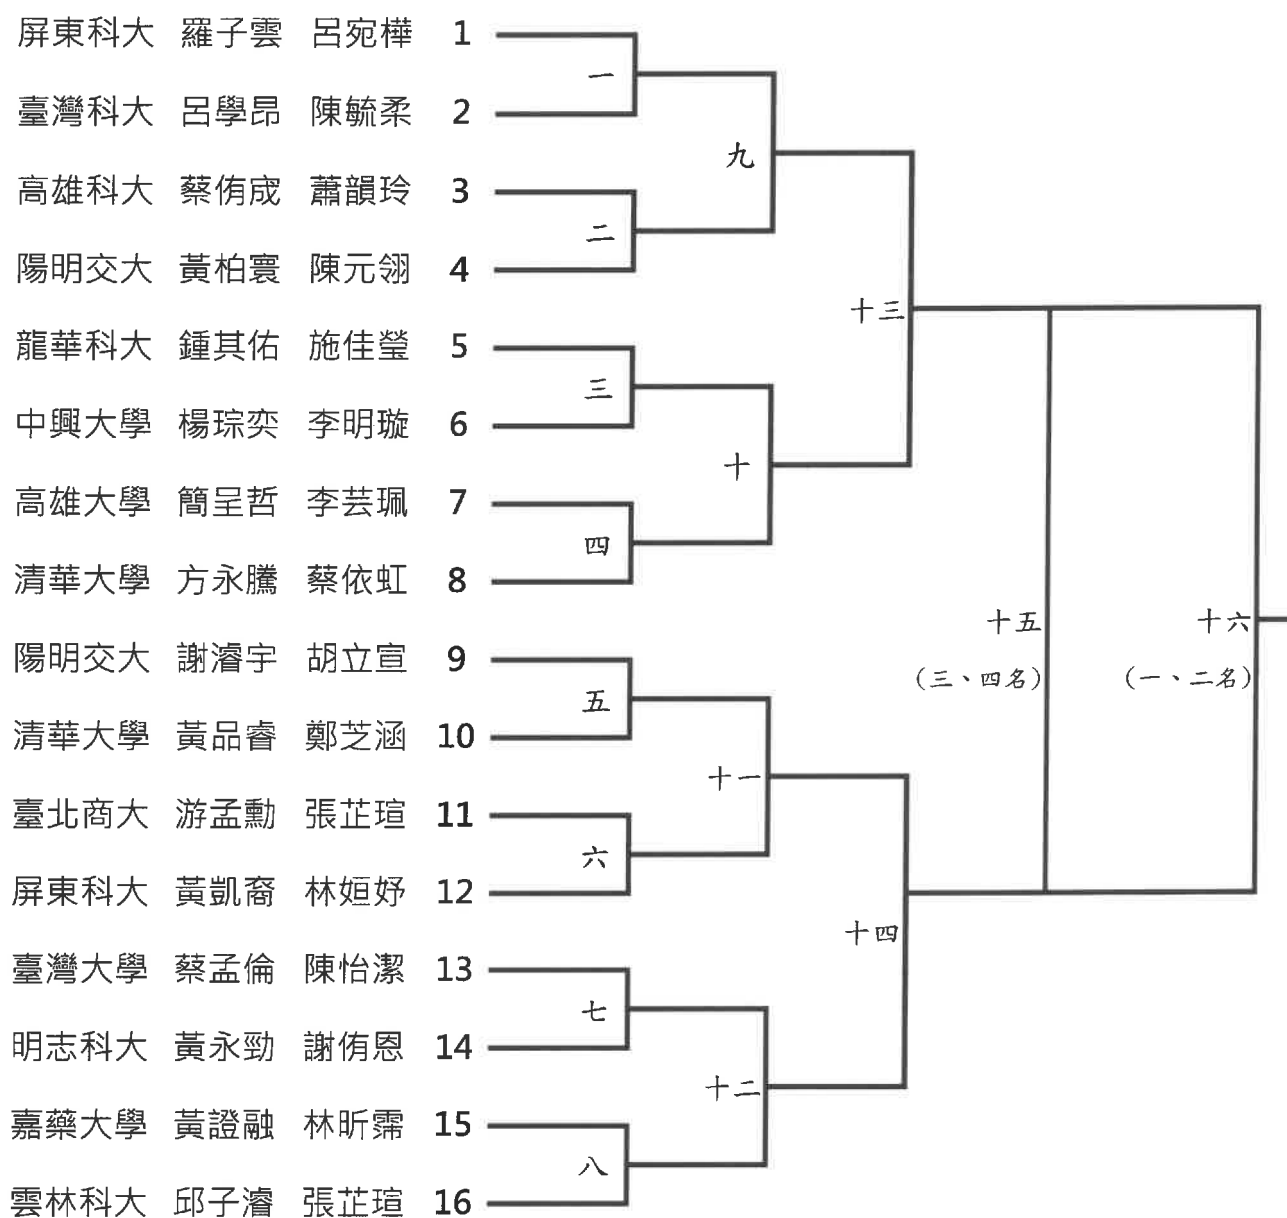 屏東科大 羅子雲 呂宛樺 1
一
臺灣科大 呂學昂 陳毓柔 2
九
高雄科大 蔡侑宬 蕭韻玲 3
二
陽明交大 黃柏寰 陳元翎 4
十三
龍華科大 鍾其佑 施佳瑩 5
三
中興大學 楊琮奕 李明璇 6
十
高雄大學 簡呈哲 李芸珮 7
四
清華大學 方永騰 蔡依虹 8
十五 十六
(三、四名) (一、二名)
陽明交大 謝濬宇 胡立宣 9
五
清華大學 黃品睿 鄭芝涵 10
十一
臺北商大 游孟勳 張芷瑄 11
六
屏東科大 黃凱裔 林姮妤 12
十四
臺灣大學 蔡孟倫 陳怡潔 13
七
明志科大 黃永勁 謝侑恩 14
十二
嘉藥大學 黃證融 林昕霈 15
八
雲林科大 邱子濬 張芷瑄 16